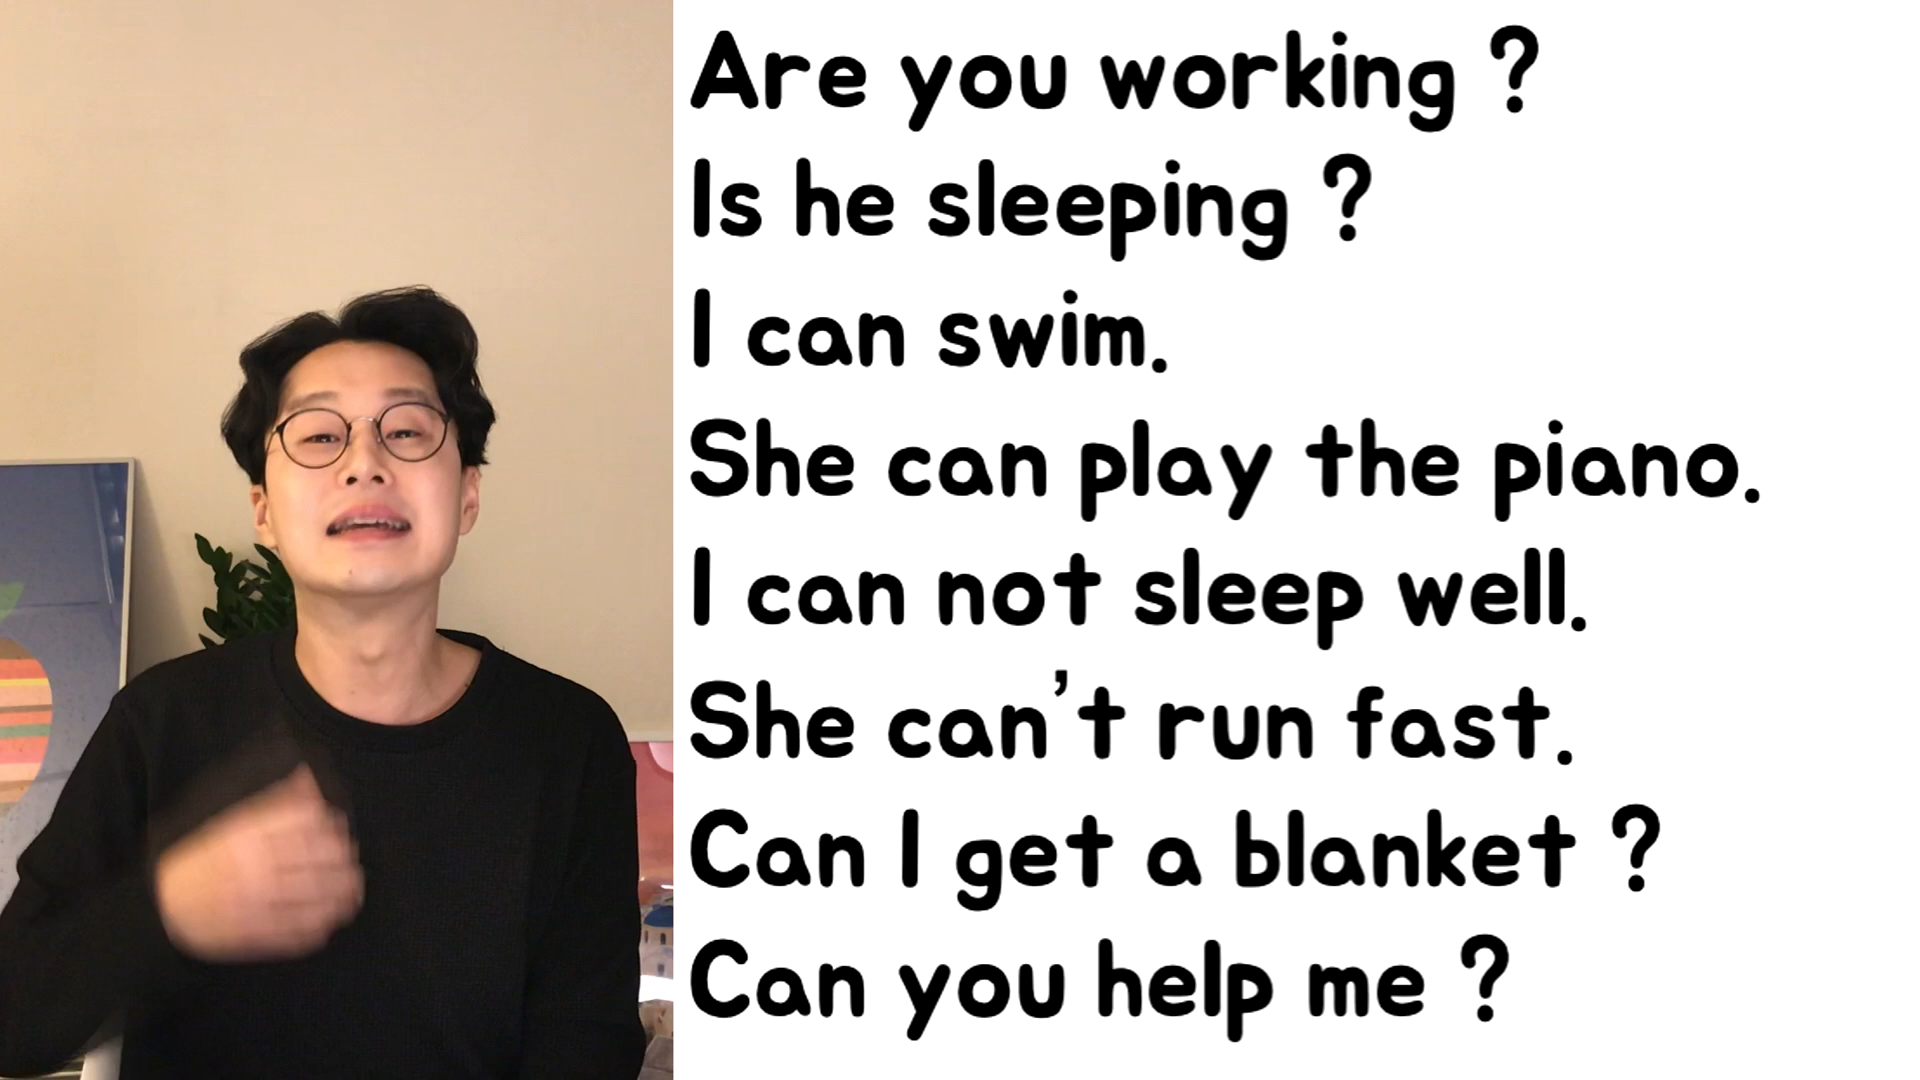 Are you working ?
Is he sleeping ?
I can swim.
She can play the piano.
I can not sleep well.
She can't run fast.
Can I get a blanket ?
Can you help me ?